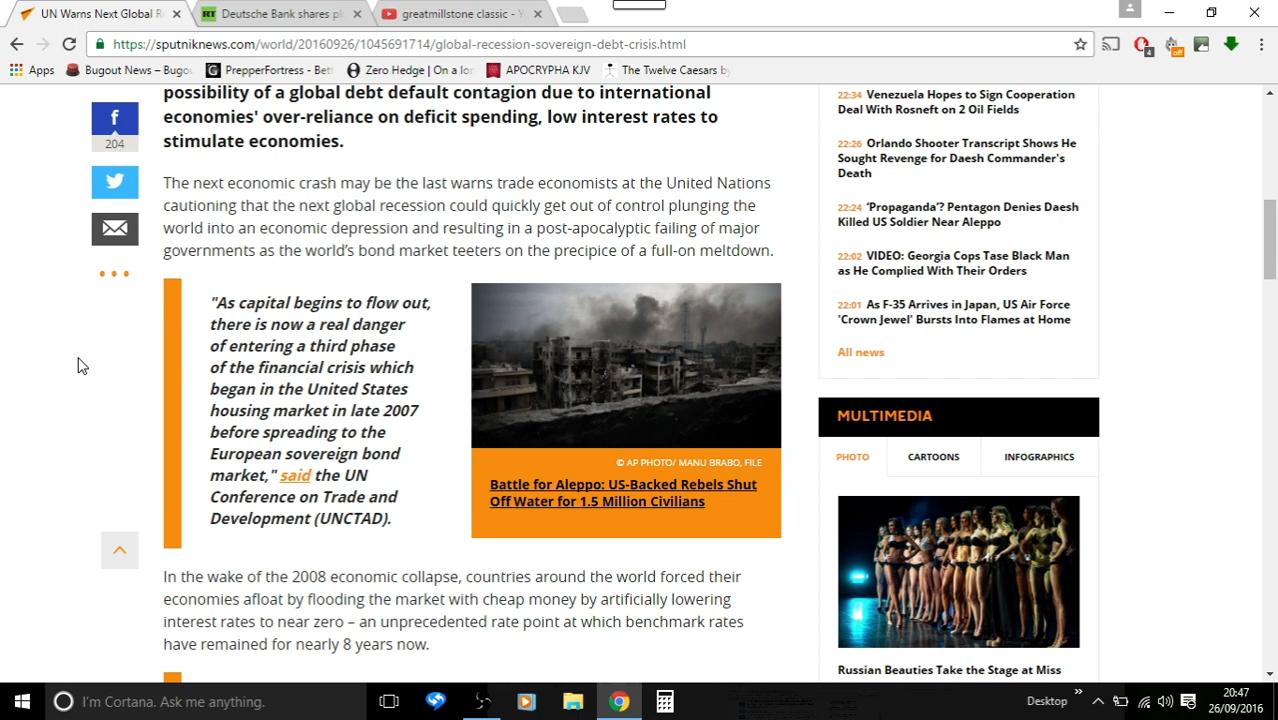 UN Warns Next Global R
Deutsche Bank shares pl
greatmillstone classic - Y
https://sputniknews.com/world/20160926/1045691714/global-recession-sovereign-debt-crisis.html
4
off
Apps
Bugout News – Bugou
PrepperFortress - Bett
Zero Hedge | On a lon
APOCRYPHA KJV
The Twelve Caesars by
f
204
possibility of a global debt default contagion due to international
economies' over-reliance on deficit spending, low interest rates to
stimulate economies.
The next economic crash may be the last warns trade economists at the United Nations
cautioning that the next global recession could quickly get out of control plunging the
world into an economic depression and resulting in a post-apocalyptic failing of major
governments as the world's bond market teeters on the precipice of a full-on meltdown.
"As capital begins to flow out,
there is now a real danger
of entering a third phase
of the financial crisis which
began in the United States
housing market in late 2007
before spreading to the
European sovereign bond
market," said the UN
Conference on Trade and
Development (UNCTAD).
© AP PHOTO/ MANU BRABO, FILE
Battle for Aleppo: US-Backed Rebels Shut
Off Water for 1.5 Million Civilians
In the wake of the 2008 economic collapse, countries around the world forced their
economies afloat by flooding the market with cheap money by artificially lowering
interest rates to near zero – an unprecedented rate point at which benchmark rates
have remained for nearly 8 years now.
22:34 Venezuela Hopes to Sign Cooperation
Deal With Rosneft on 2 Oil Fields
22:26 Orlando Shooter Transcript Shows He
Sought Revenge for Daesh Commander's
Death
22:24 'Propaganda'? Pentagon Denies Daesh
Killed US Soldier Near Aleppo
22:02 VIDEO: Georgia Cops Tase Black Man
as He Complied With Their Orders
22:01 As F-35 Arrives in Japan, US Air Force
'Crown Jewel' Bursts Into Flames at Home
All news
MULTIMEDIA
PHOTO
CARTOONS
INFOGRAPHICS
Russian Beauties Take the Stage at Miss
I'm Cortana. Ask me anything.
Desktop
20:47
26/09/2016